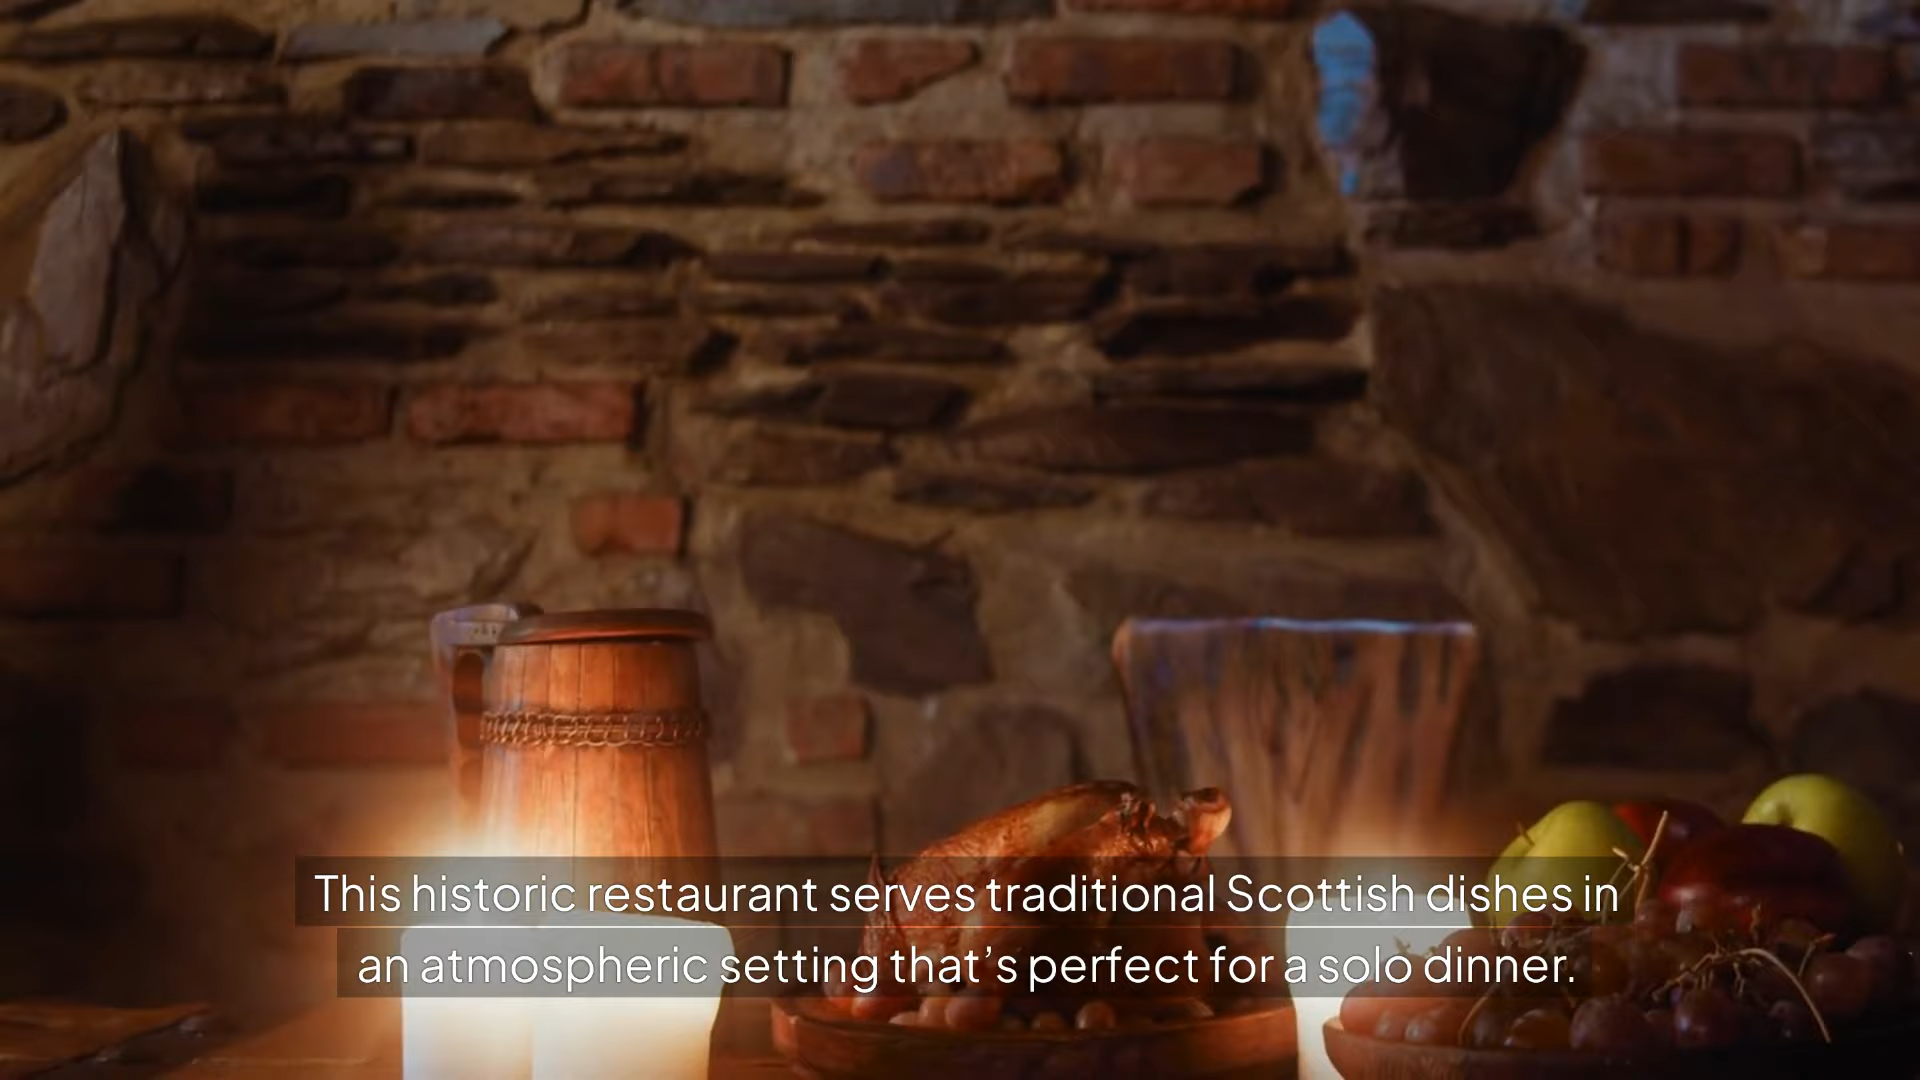 This historic restaurant serves traditional Scottish dishes in
an atmospheric setting that’s perfect for a solo dinner.